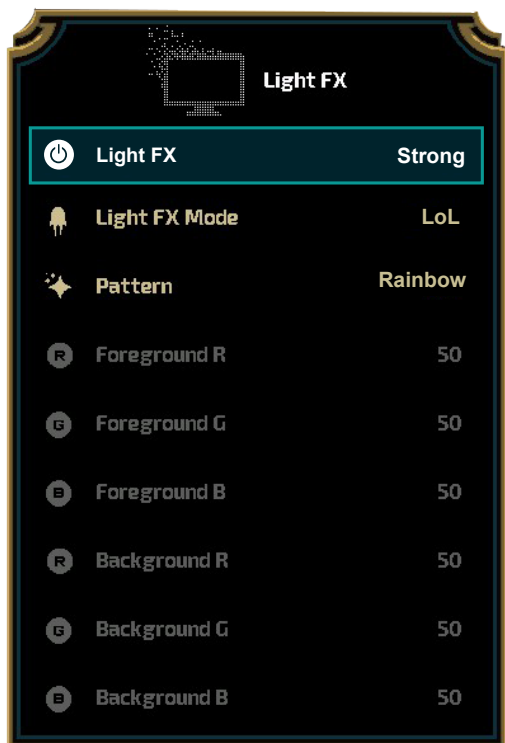 Light FX
Light FX Strong
Light FX Mode LoL
Pattern Rainbow
R Foreground R 50
G Foreground G 50
B Foreground B 50
R Background R 50
G Background G 50
B Background B 50